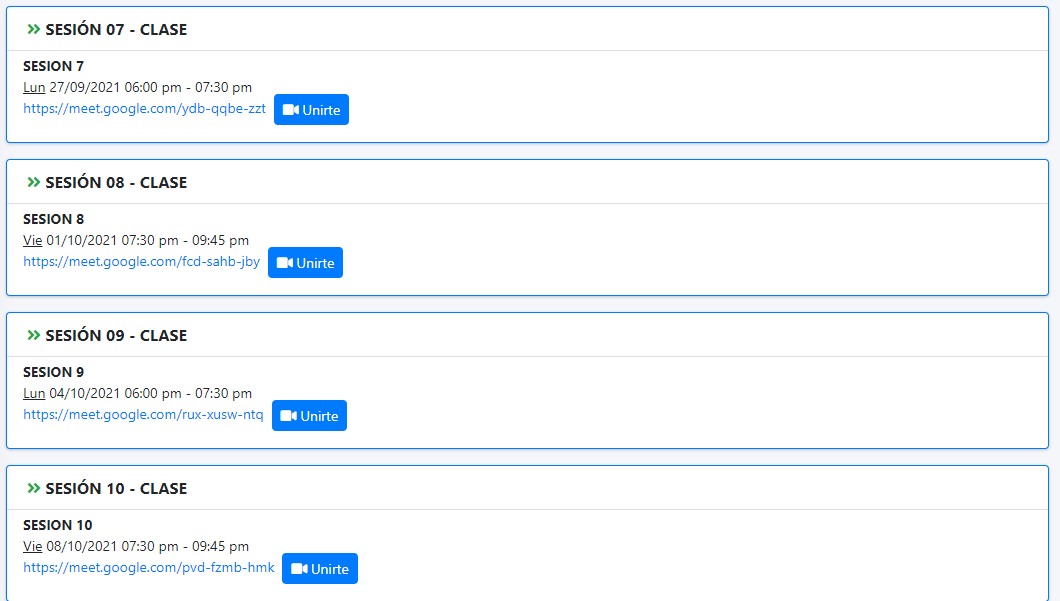 SESIÓN 07 - CLASE
SESION 7
Lun 27/09/2021 06:00 pm - 07:30 pm
https://meet.google.com/ydb-qqbe-zzt Unirte
SESIÓN 08 - CLASE
SESION 8
Vie 01/10/2021 07:30 pm - 09:45 pm
https://meet.google.com/fcd-sahb-jby Unirte
SESIÓN 09 - CLASE
SESION 9
Lun 04/10/2021 06:00 pm - 07:30 pm
https://meet.google.com/rux-xusw-ntq Unirte
SESIÓN 10 - CLASE
SESION 10
Vie 08/10/2021 07:30 pm - 09:45 pm
https://meet.google.com/pvd-fzmb-hmk Unirte